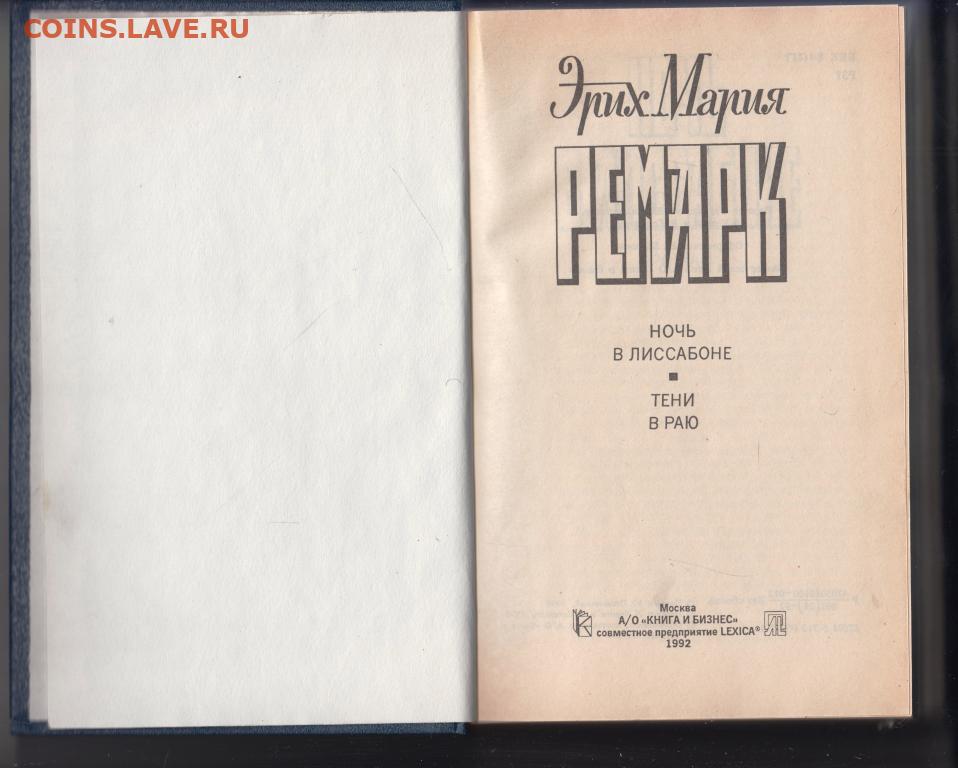 COINS.LAVE.RU
Эрих Мария
РЕМАРК
НОЧЬ
В ЛИССАБОНЕ
ТЕНИ
В РАЮ
Москва
А/О «КНИГА И БИЗНЕС»
совместное предприятие LEXICA®
1992